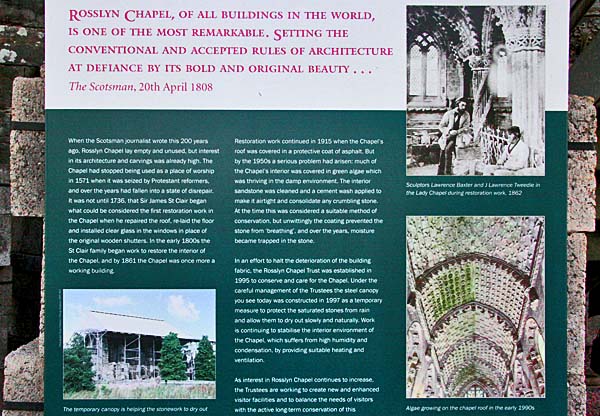 ROSSLYN CHAPEL, OF ALL BUILDINGS IN THE WORLD,
IS ONE OF THE MOST REMARKABLE. SETTING THE
CONVENTIONAL AND ACCEPTED RULES OF ARCHITECTURE
AT DEFIANCE BY ITS BOLD AND ORIGINAL BEAUTY . . .
The Scotsman, 20th April 1808
When the Scotsman journalist wrote this 200 years
ago, Rosslyn Chapel lay empty and unused, but interest
in its architecture and carvings was already high. The
Chapel had stopped being used as a place of worship
in 1571 when it was seized by Protestant reformers,
and over the years had fallen into a state of disrepair.
It was not until 1736, that Sir James St Clair began
what could be considered the first restoration work in
the Chapel when he repaired the roof, re-laid the floor
and installed clear glass in the windows in place of
the original wooden shutters. In the early 1800s the
St Clair family began work to restore the interior of
the Chapel, and by 1861 the Chapel was once more a
working building.
The temporary canopy is helping the stonework to dry out
Restoration work continued in 1915 when the Chapel's
roof was covered in a protective coat of asphalt. But
by the 1950s a serious problem had arisen: much of
the Chapel's interior was covered in green algae which
was thriving in the damp environment. The interior
sandstone was cleaned and a cement wash applied to
make it airtight and consolidate any crumbling stone.
At the time this was considered a suitable method of
conservation, but unwittingly the coating prevented the
stone from 'breathing', and over the years, moisture
became trapped in the stone.
In an effort to halt the deterioration of the building
fabric, the Rosslyn Chapel Trust was established in
1995 to conserve and care for the Chapel. Under the
careful management of the Trustees the steel canopy
you see today was constructed in 1997 as a temporary
measure to protect the saturated stones from rain
and allow them to dry out slowly and naturally. Work
is continuing to stabilise the interior environment of
the Chapel, which suffers from high humidity and
condensation, by providing suitable heating and
ventilation.
As interest in Rosslyn Chapel continues to increase,
the Trustees are working to create new and enhanced
visitor facilities and to balance the needs of visitors
with the active long-term conservation of this
Sculptors Lawrence Baxter and J Lawrence Tweedie in
the Lady Chapel during restoration work, 1862
Algae growing on the chapel roof in the early 1990s